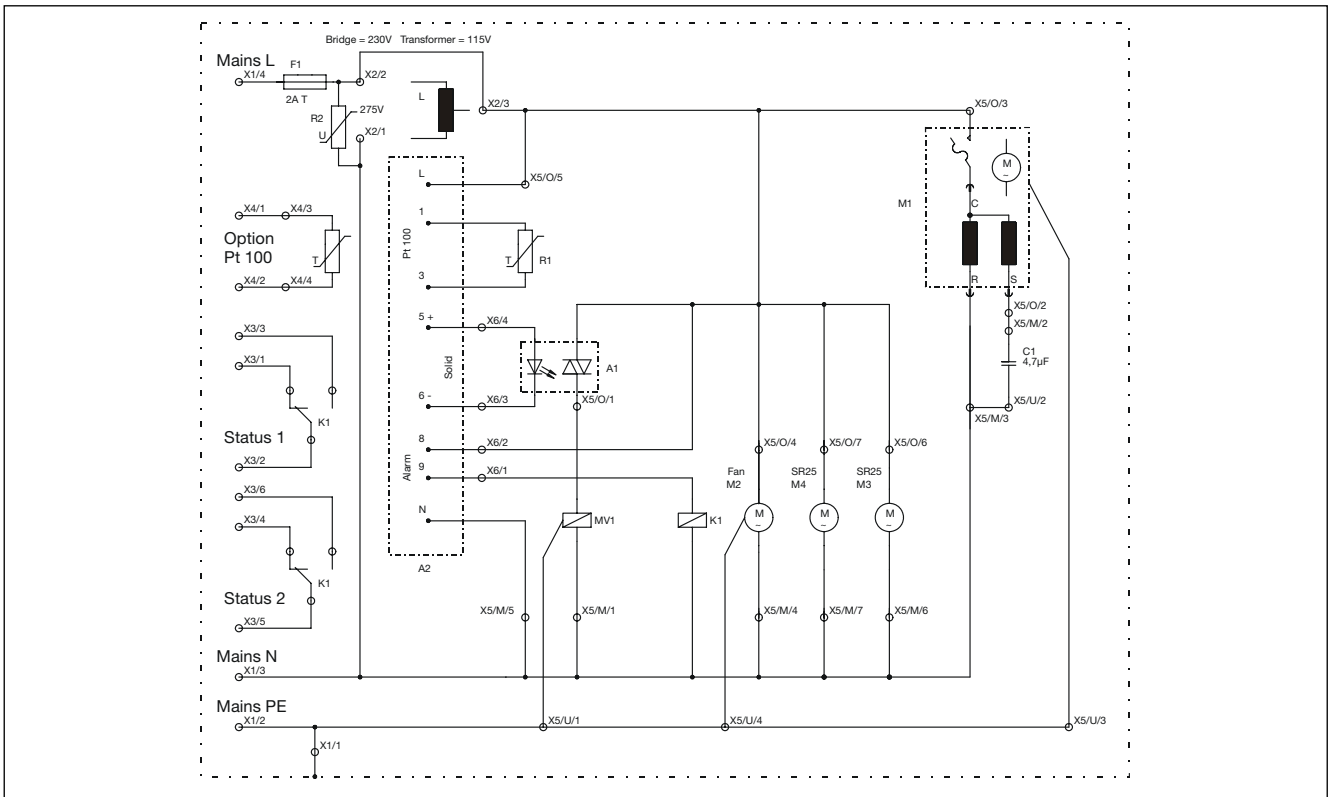 Bridge = 230V Transformer = 115V
Mains L
X1/4
F1
2A T
X2/2
R2
U
275V
X2/1
L
X2/3
X5/O/3
L
X5/O/5
M
~
M1
C
R
S
X5/O/2
X5/M/2
C1
4,7µF
X5/U/2
X5/M/3
X4/1
X4/3
Option
Pt 100
T
X4/2
X4/4
1
Pt 100
3
T
R1
X3/3
X3/1
K1
Status 1
X3/2
5 +
X6/4
Solid
A1
6 -
X6/3
X5/O/1
8
X6/2
Alarm
9
X6/1
N
A2
X3/6
X3/4
K1
Status 2
X3/5
MV1
K1
X5/O/4
Fan
M2
M
~
X5/O/7
SR25
M4
M
~
X5/O/6
SR25
M3
M
~
X5/M/5
X5/M/1
X5/M/4
X5/M/7
X5/M/6
Mains N
X1/3
Mains PE
X1/2
X1/1
X5/U/1
X5/U/4
X5/U/3